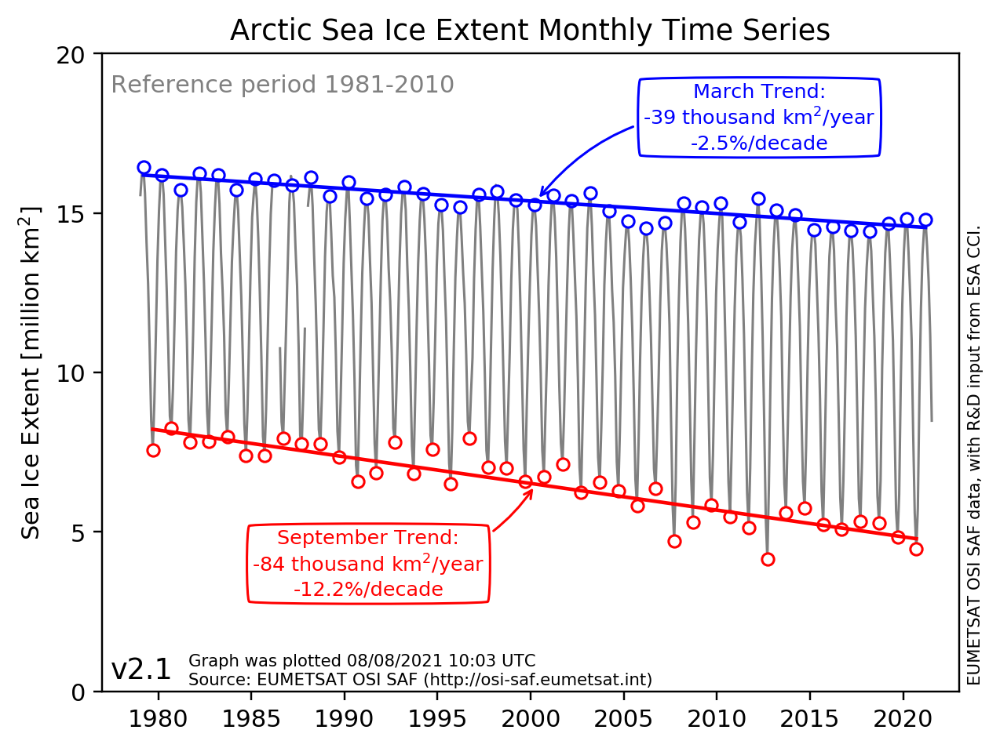 Arctic Sea Ice Extent Monthly Time Series
Reference period 1981-2010
March Trend:
-39 thousand km²/year
-2.5%/decade
September Trend:
-84 thousand km²/year
-12.2%/decade
v2.1
Graph was plotted 08/08/2021 10:03 UTC
Source: EUMETSAT OSI SAF (http://osi-saf.eumetsat.int)
Sea Ice Extent [million km²]
20
15
10
5
0
1980 1985 1990 1995 2000 2005 2010 2015 2020
EUMETSAT OSI SAF data, with R&D input from ESA CCI.